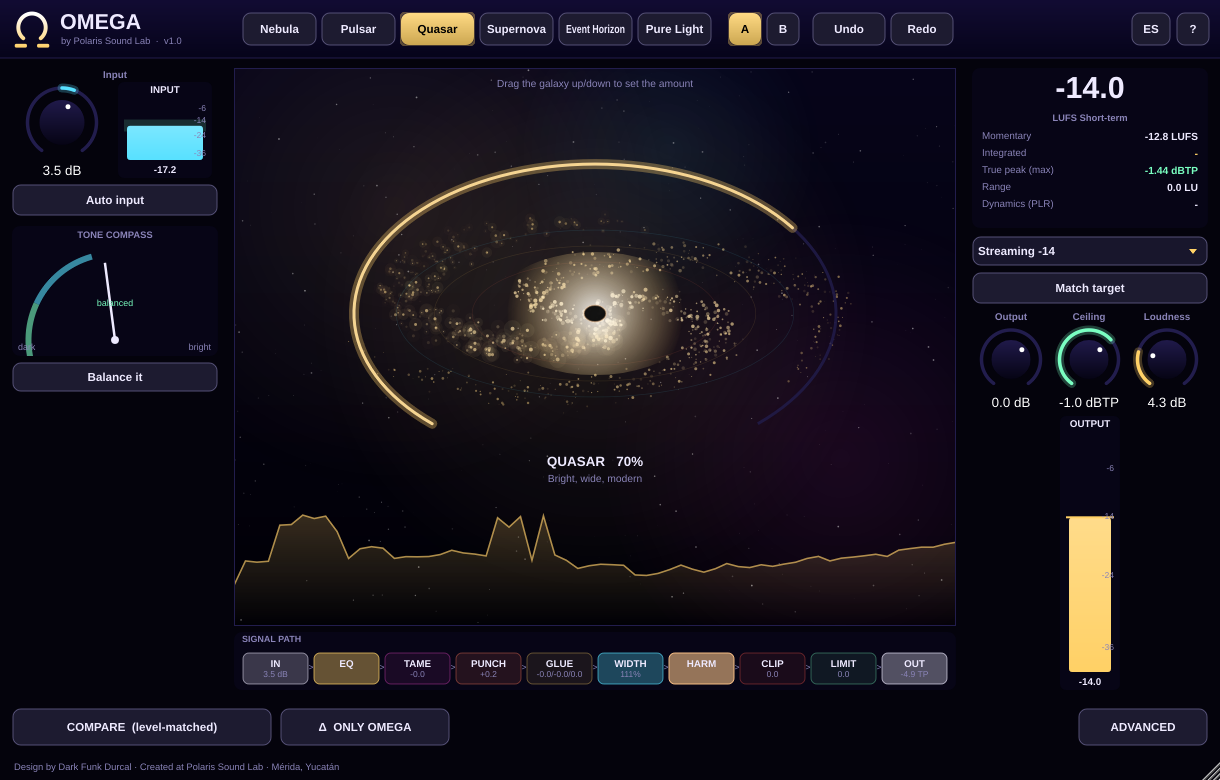 OMEGA
by Polaris Sound Lab · v1.0
Nebula
Pulsar
Quasar
Supernova
Event Horizon
Pure Light
A
B
Undo
Redo
ES
?
Input
INPUT
-6
-14
-24
-36
3.5 dB
-17.2
Auto input
TONE COMPASS
balanced
dark
bright
Balance it
Drag the galaxy up/down to set the amount
QUASAR 70%
Bright, wide, modern
-14.0
LUFS Short-term
Momentary -12.8 LUFS
Integrated -
True peak (max) -1.44 dBTP
Range 0.0 LU
Dynamics (PLR) -
Streaming -14
Match target
Output Ceiling Loudness
0.0 dB -1.0 dBTP 4.3 dB
OUTPUT
-6
-14
-24
-36
-14.0
SIGNAL PATH
IN > EQ > TAME > PUNCH > GLUE > WIDTH > HARM > CLIP > LIMIT > OUT
3.5 dB -0.0 +0.2 -0.0/-0.0/0.0 111% 0.0 0.0 -4.9 TP
COMPARE (level-matched)
Δ ONLY OMEGA
ADVANCED
Design by Dark Funk Durcal · Created at Polaris Sound Lab · Mérida, Yucatán